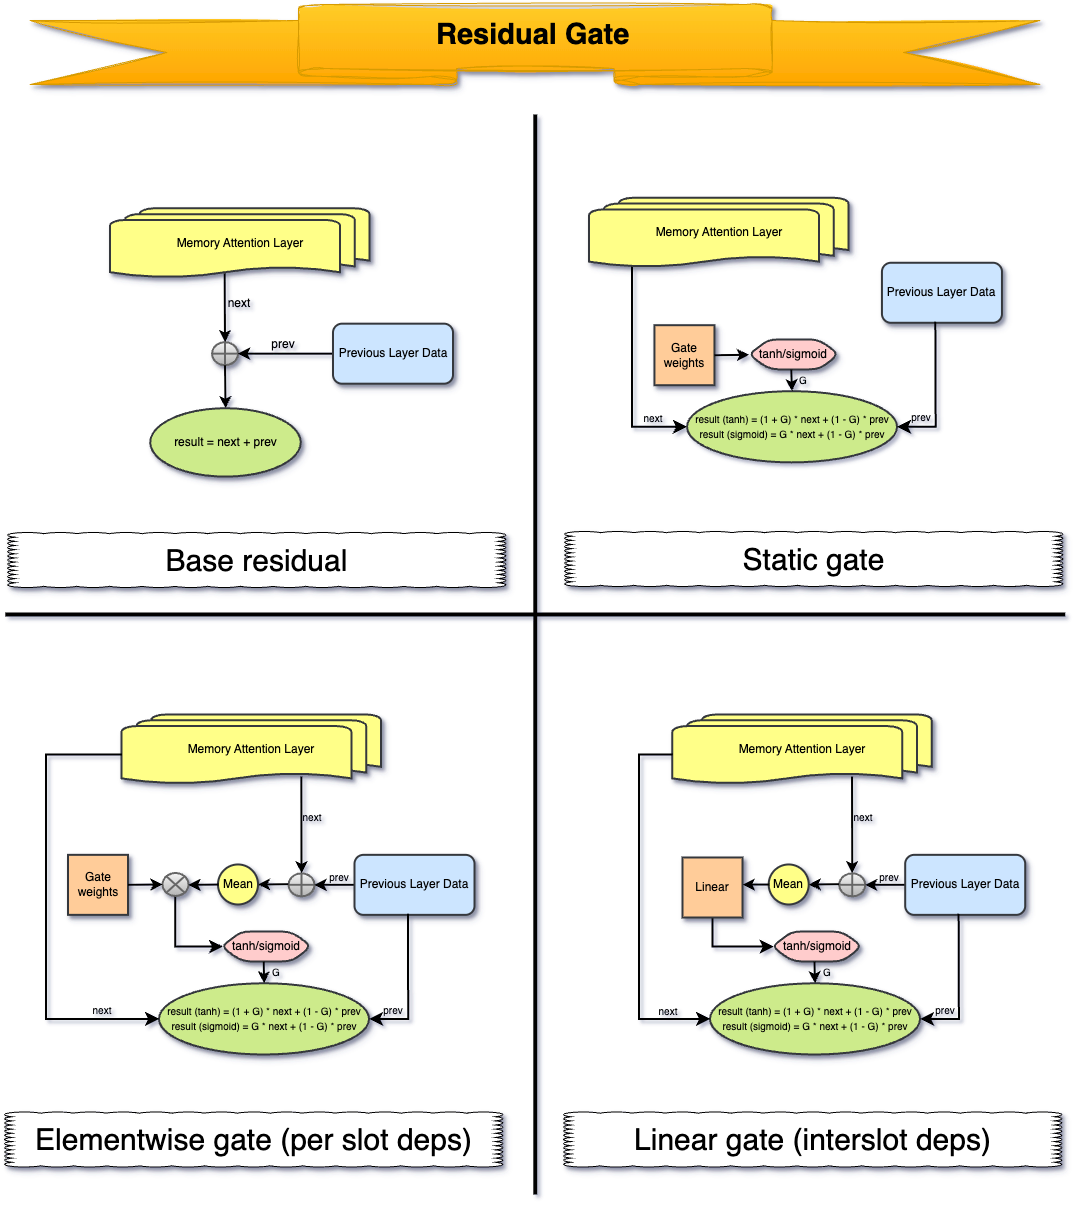 Residual Gate
Memory Attention Layer
next
prev
Previous Layer Data
result = next + prev
Base residual
Memory Attention Layer
Previous Layer Data
Gate
weights
tanh/sigmoid
G
next
prev
result (tanh) = (1 + G) * next + (1 - G) * prev
result (sigmoid) = G * next + (1 - G) * prev
Static gate
Memory Attention Layer
next
Gate
weights
Mean
prev
Previous Layer Data
tanh/sigmoid
G
next
prev
result (tanh) = (1 + G) * next + (1 - G) * prev
result (sigmoid) = G * next + (1 - G) * prev
Elementwise gate (per slot deps)
Memory Attention Layer
next
Linear
Mean
prev
Previous Layer Data
tanh/sigmoid
G
next
prev
result (tanh) = (1 + G) * next + (1 - G) * prev
result (sigmoid) = G * next + (1 - G) * prev
Linear gate (interslot deps)